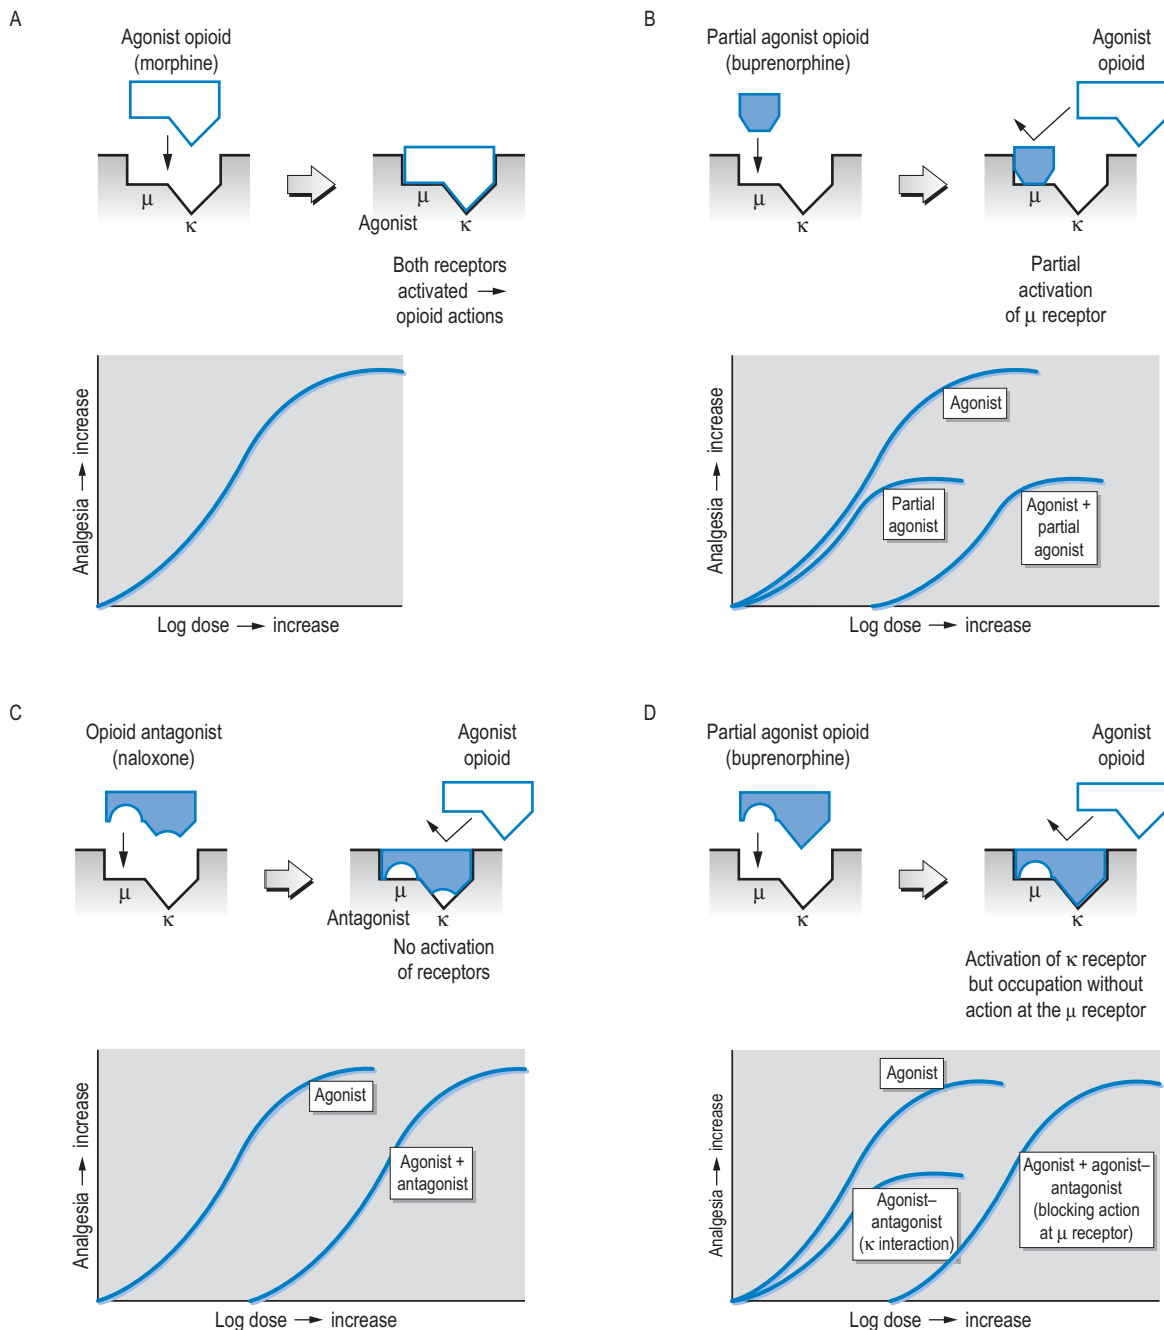 A
Agonist opioid
(morphine)
μ
κ
μ
Agonist
κ
Both receptors
activated →
opioid actions
Analgesia → increase
Log dose → increase
B
Partial agonist opioid
(buprenorphine)
Agonist
opioid
μ
κ
μ
κ
Partial
activation
of μ receptor
Analgesia → increase
Agonist
Partial
agonist
Agonist +
partial
agonist
Log dose → increase
C
Opioid antagonist
(naloxone)
Agonist
opioid
μ
κ
μ
Antagonist
κ
No activation
of receptors
Analgesia → increase
Agonist
Agonist +
antagonist
Log dose → increase
D
Partial agonist opioid
(buprenorphine)
Agonist
opioid
μ
κ
μ
κ
Activation of κ receptor
but occupation without
action at the μ receptor
Analgesia → increase
Agonist
Agonist–
antagonist
(κ interaction)
Agonist + agonist–
antagonist
(blocking action
at μ receptor)
Log dose → increase